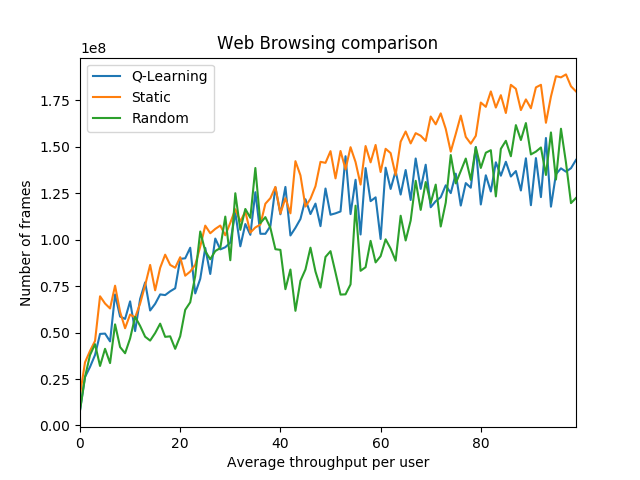 Web Browsing comparison
1e8
Q-Learning
Static
Random
Number of frames
1.75
1.50
1.25
1.00
0.75
0.50
0.25
0.00
0 20 40 60 80
Average throughput per user